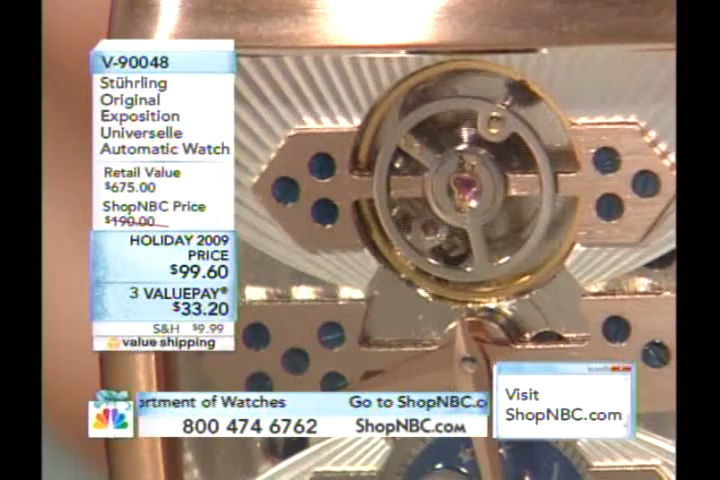 V-90048
Stührling
Original
Exposition
Universelle
Automatic Watch
Retail Value
$675.00
ShopNBC Price
$190.00
HOLIDAY 2009
PRICE
$99.60
3 VALUEPAY®
$33.20
S&H $9.99
value shipping
rtment of Watches Go to ShopNBC.c
800 474 6762 ShopNBC.com
Visit
ShopNBC.com